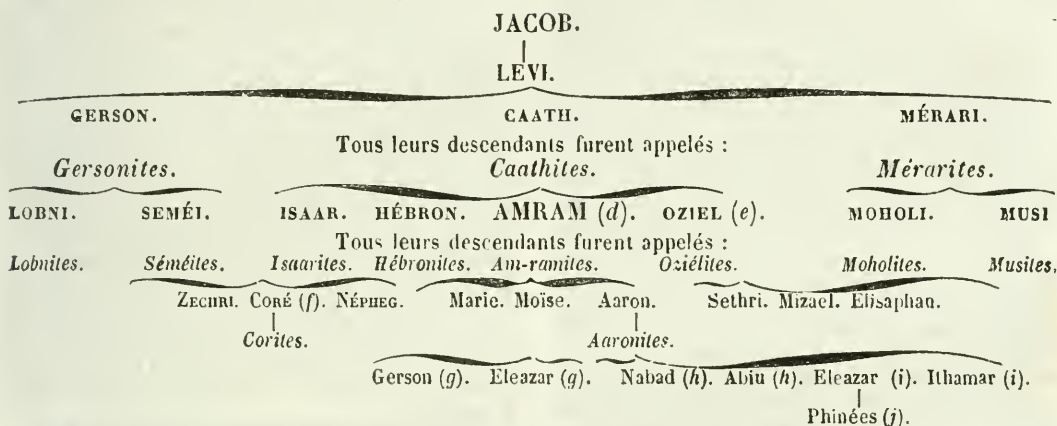 JACOB.
LEVI.
GERSON. CAATH. MÉRARI.
Tous leurs descendants furent appelés :
Gersonites. Caathites. Mérarites.
LOBNI. SEMÉI. ISAAR. HÉBRON. AMRAM (d). OZIEL (e). MOHOLI. MUSI
Tous leurs descendants furent appelés :
Lobnites. Séméites. Isaarites. Hébronites. Am-ramites. Oziélites. Moholites. Musites.
ZECHRI. CORÉ (f). NÉPHEG. Marie. Moïse. Aaron. Sethri. Mizael. Elisaphan.
Corites. Aaronites.
Gerson (g). Eleazar (g). Nabad (h). Abiu (h). Eleazar (i). Ithamar (i).
Phinées (j).